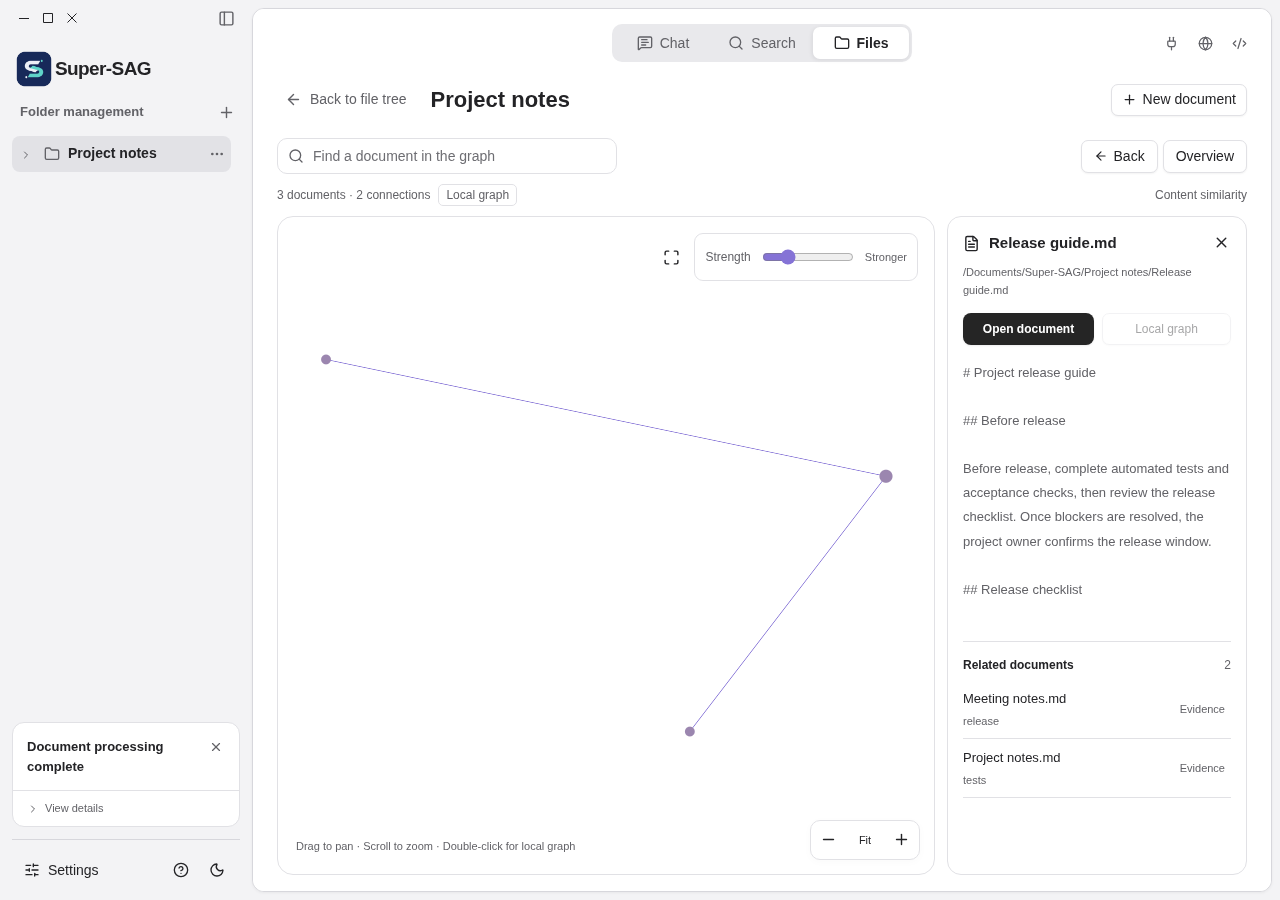 Super-SAG
Folder management
Project notes
Document processing
complete
View details
Settings
Chat
Search
Files
Back to file tree
Project notes
New document
Find a document in the graph
Back
Overview
3 documents · 2 connections
Local graph
Content similarity
Strength
Stronger
Drag to pan · Scroll to zoom · Double-click for local graph
Fit
Release guide.md
/Documents/Super-SAG/Project notes/Release
guide.md
Open document
Local graph
# Project release guide
## Before release
Before release, complete automated tests and
acceptance checks, then review the release
checklist. Once blockers are resolved, the
project owner confirms the release window.
## Release checklist
Related documents
2
Meeting notes.md
release
Evidence
Project notes.md
tests
Evidence